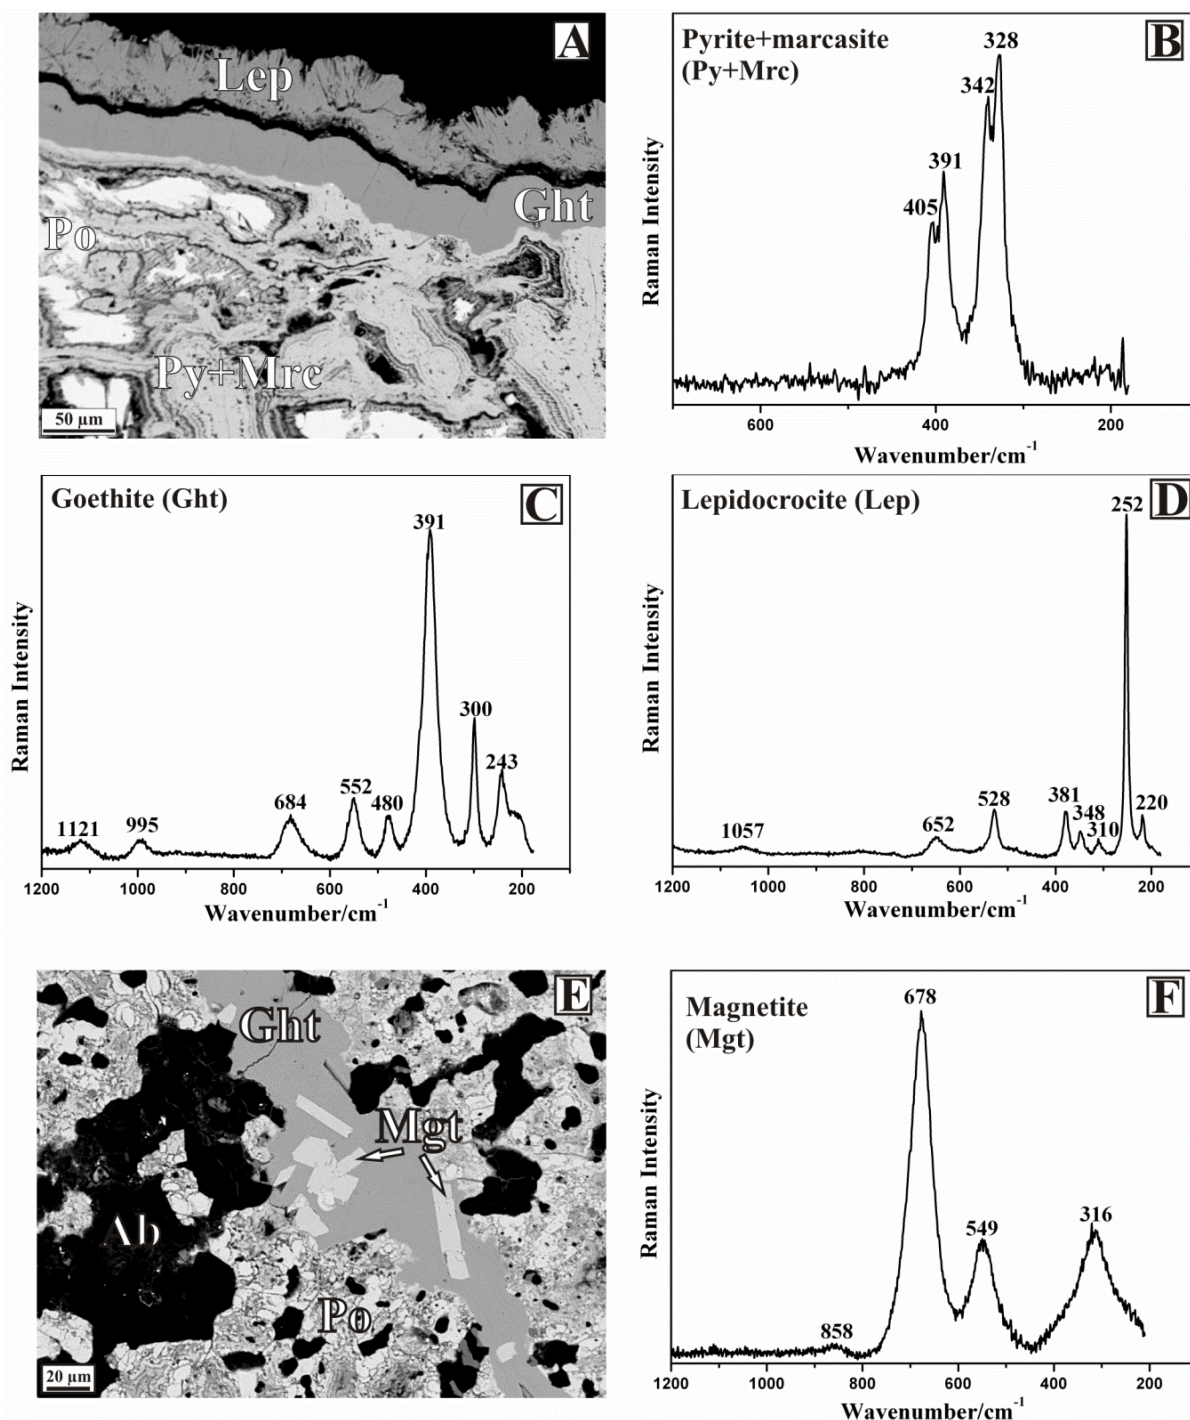 A
Lep
Ght
Po
Py+Mrc
50 µm
B
Pyrite+marcasite
(Py+Mrc)
328
342
391
405
Raman Intensity
600
400
200
Wavenumber/cm-1
C
Goethite (Ght)
391
300
243
552
480
684
995
1121
Raman Intensity
1200
1000
800
600
400
200
Wavenumber/cm-1
D
Lepidocrocite (Lep)
252
220
310
348
381
528
652
1057
Raman Intensity
1200
1000
800
600
400
200
Wavenumber/cm-1
E
Ght
Mgt
Ab
Po
20 µm
F
Magnetite
(Mgt)
678
549
316
858
Raman Intensity
1200
1000
800
600
400
200
Wavenumber/cm-1